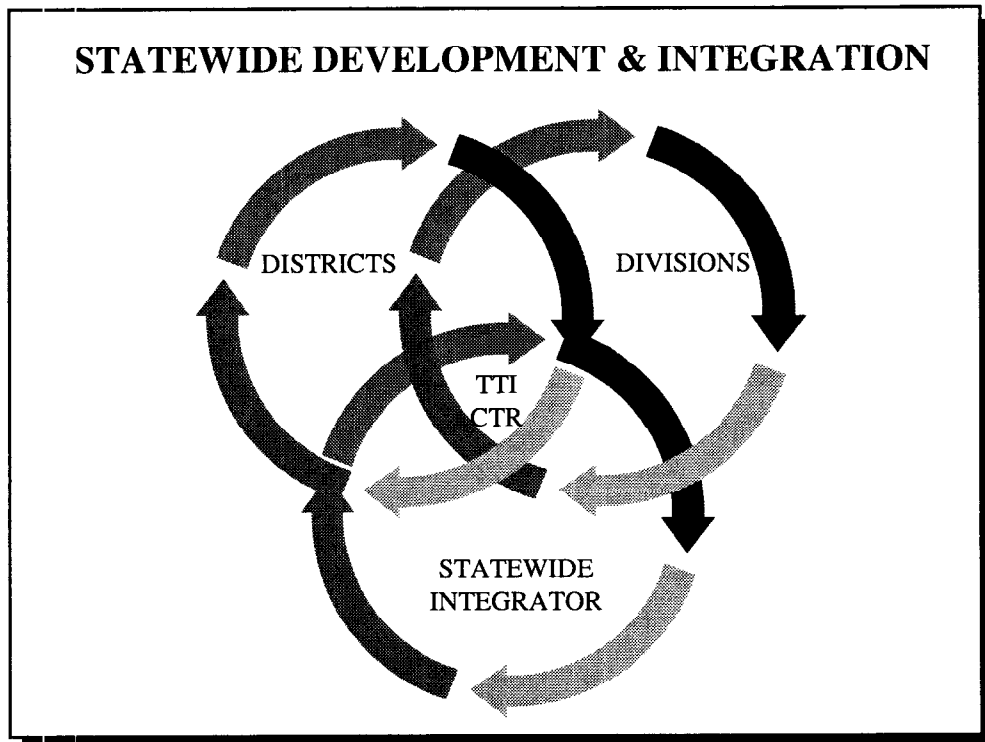 STATEWIDE DEVELOPMENT & INTEGRATION
DISTRICTS
DIVISIONS
TTI
CTR
STATEWIDE
INTEGRATOR